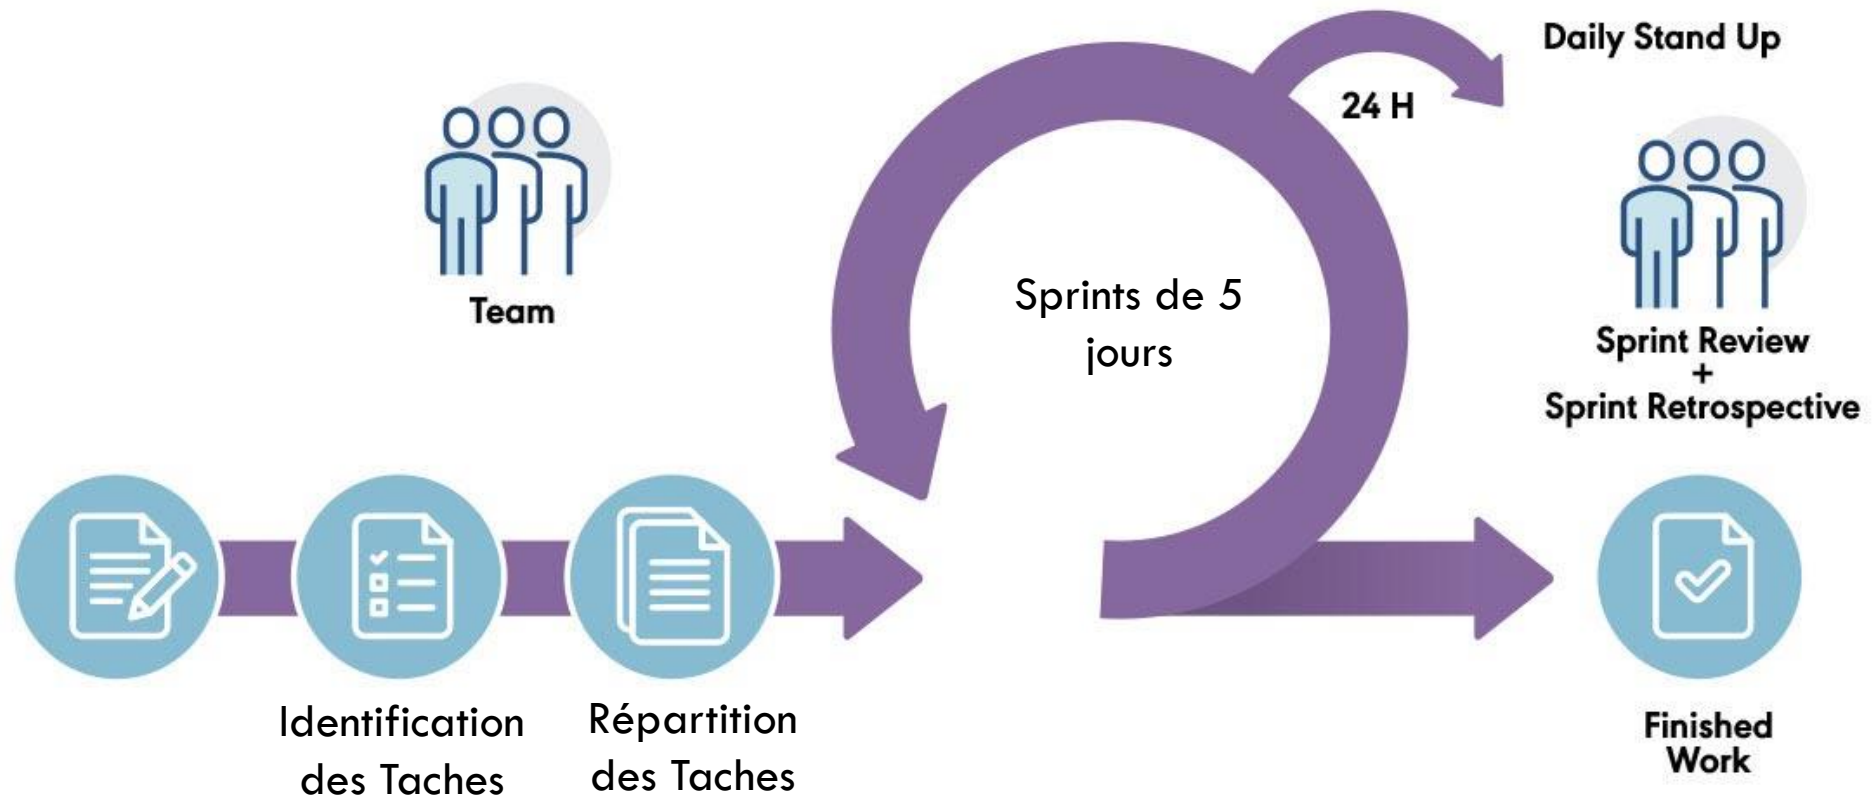 Daily Stand Up
24 H
Team
Sprints de 5
jours
Sprint Review
+
Sprint Retrospective
Identification
des Taches
Répartition
des Taches
Finished
Work